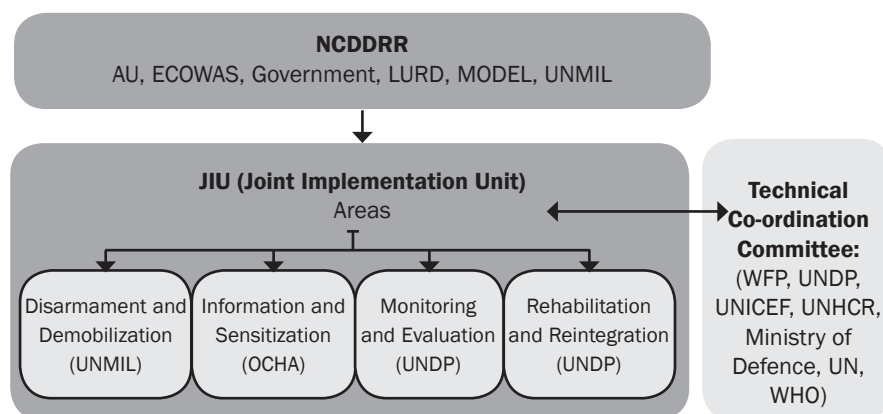 NCDDRR
AU, ECOWAS, Government, LURD, MODEL, UNMIL
JIU (Joint Implementation Unit)
Areas
Disarmament and
Demobilization
(UNMIL)
Information and
Sensitization
(OCHA)
Monitoring
and Evaluation
(UNDP)
Rehabilitation
and Reintegration
(UNDP)
Technical
Co-ordination
Committee:
(WFP, UNDP,
UNICEF, UNHCR,
Ministry of
Defence, UN,
WHO)